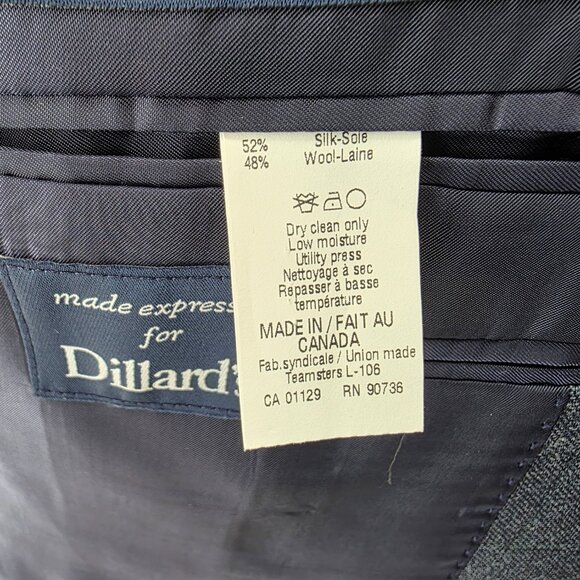 52% Silk-Soie
48% Wool-Laine
Dry clean only
Low moisture
Utility press
Nettoyage à sec
Repasser à basse
température
MADE IN / FAIT AU
CANADA
Fab.syndicale / Union made
Teamsters L-106
CA 01129 RN 90736
made express
for
Dillard's